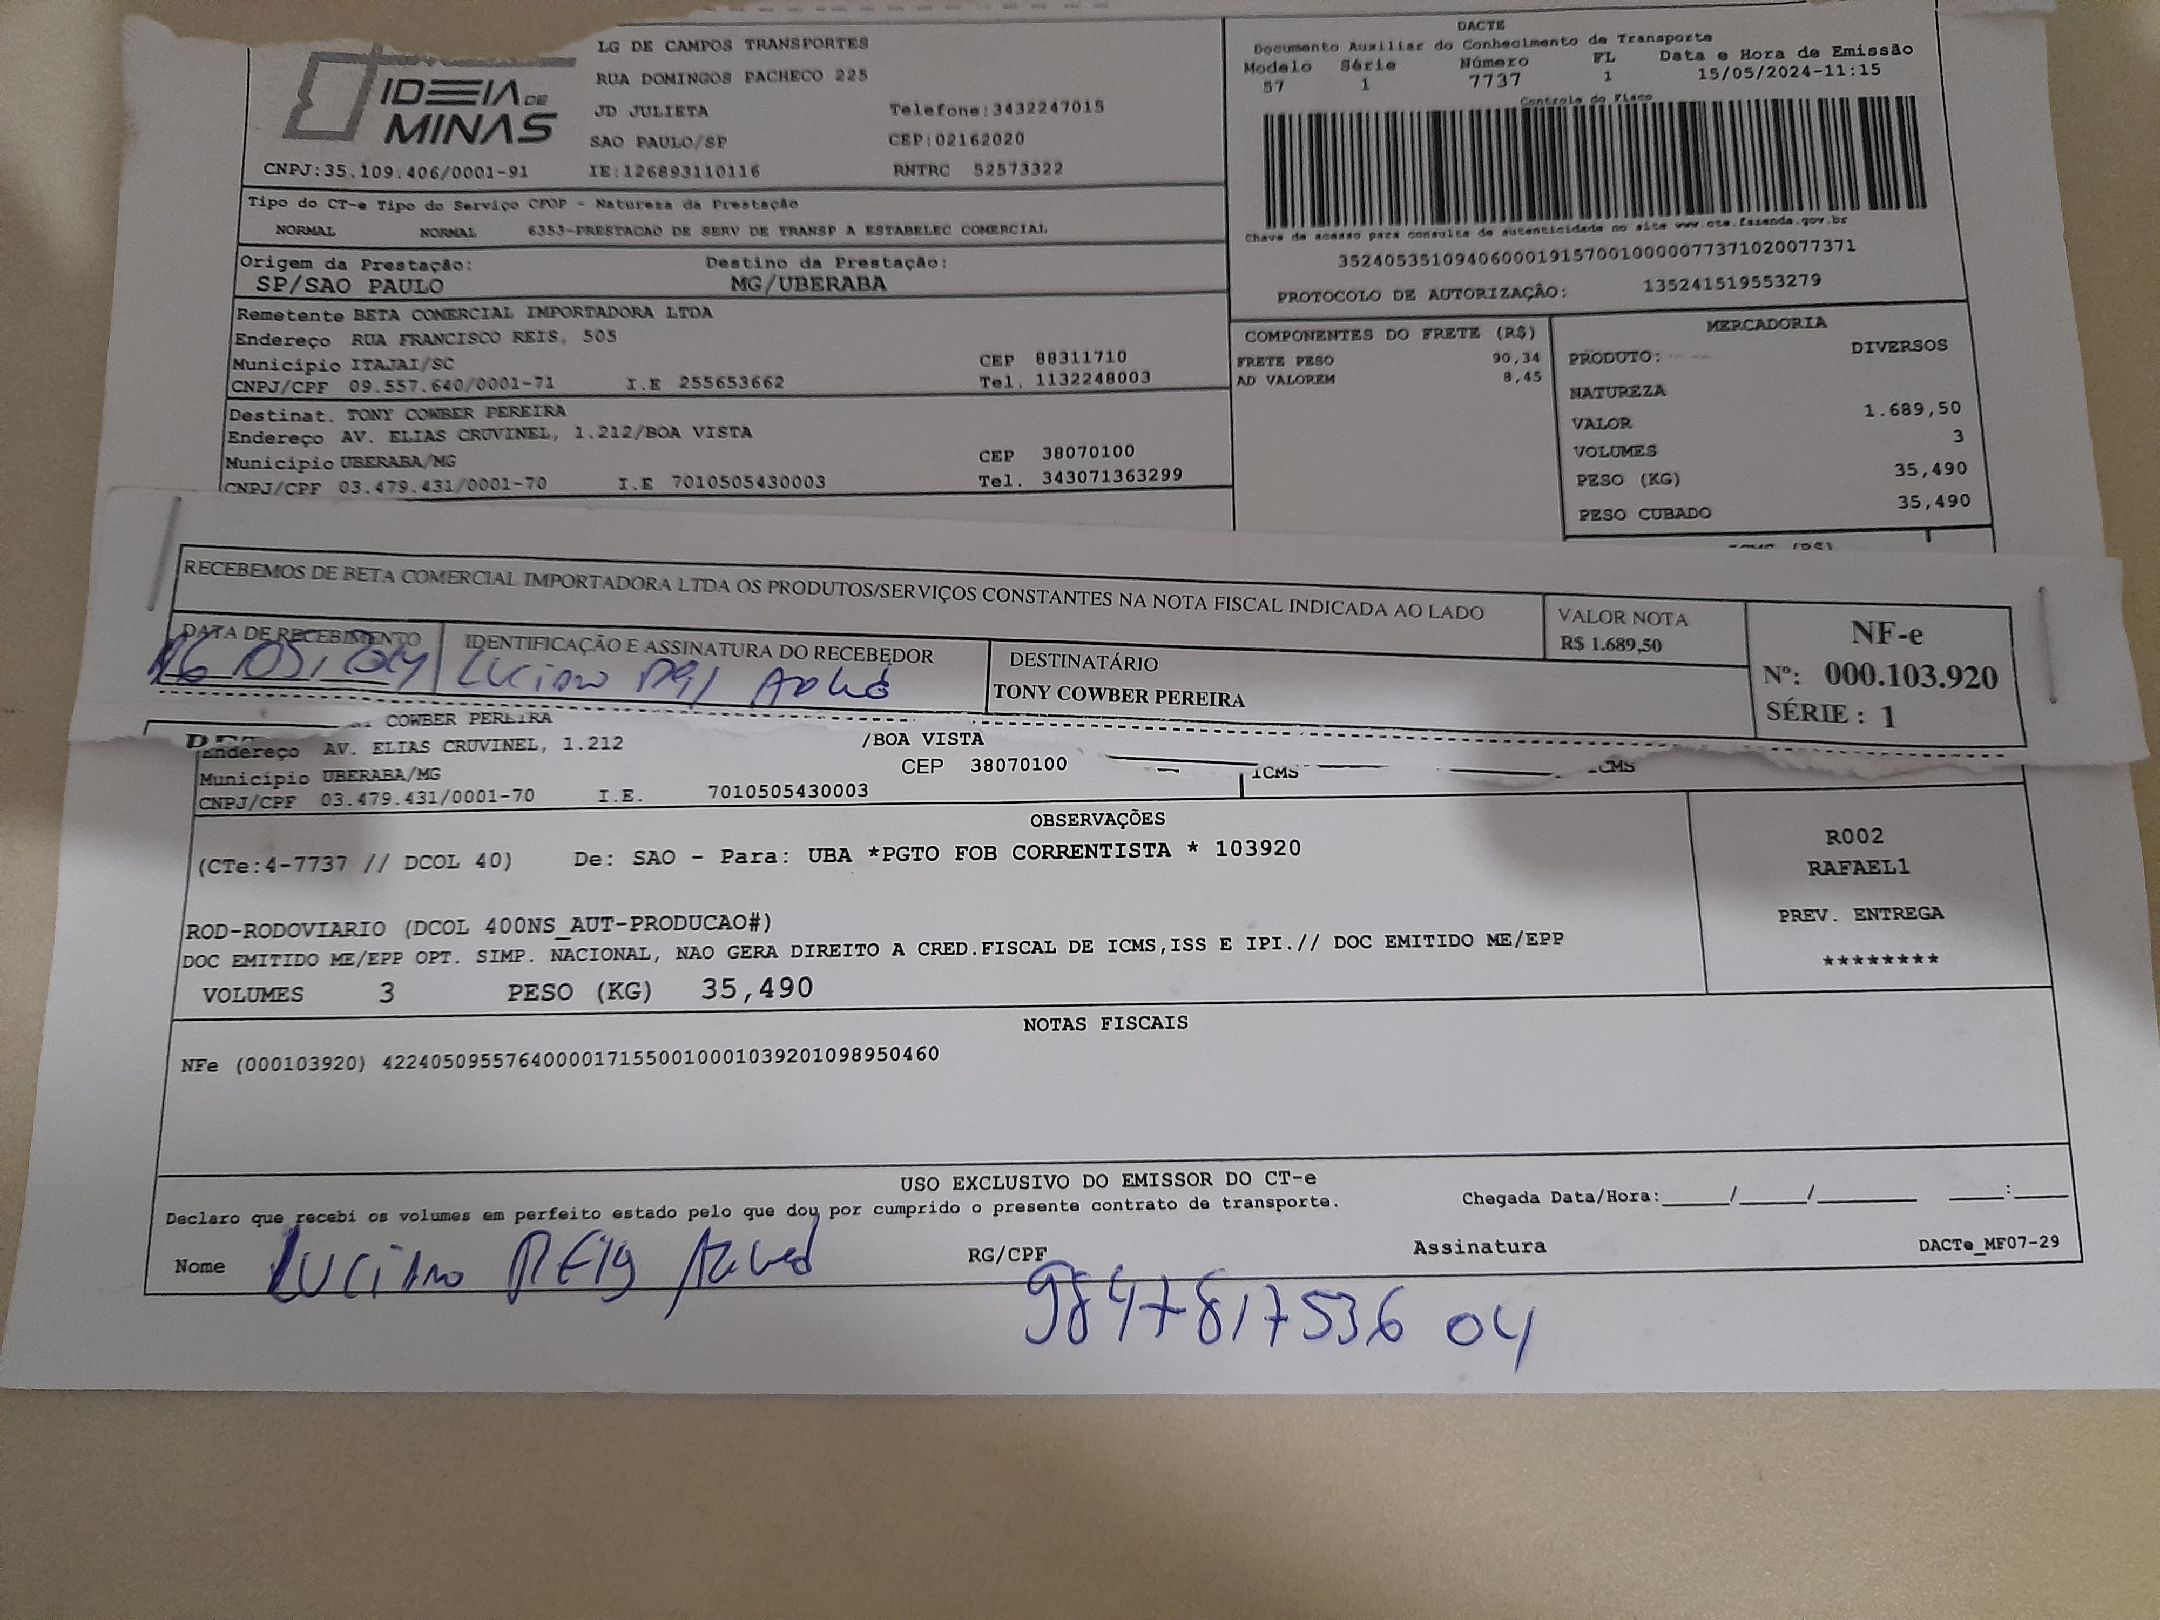 IDEIA DE MINAS
LG DE CAMPOS TRANSPORTES
RUA DOMINGOS PACHECO 225
JD JULIETA Telefone:3432247015
SAO PAULO/SP CEP:02162020
CNPJ:35.109.406/0001-91 IE:126893110116 RNTRC 52573322
DACTE
Documento Auxiliar do Conhecimento de Transporte
Modelo Série Número FL Data e Hora de Emissão
57 1 7737 1 15/05/2024-11:15
Controle do Fisco
Chave de acesso para consulta de autenticidade no site www.cte.fazenda.gov.br
35240535109406000191570010000077371020077371
PROTOCOLO DE AUTORIZAÇÃO: 135241519553279
Tipo do CT-e Tipo do Serviço CFOP - Natureza da Prestação
NORMAL NORMAL 6353-PRESTACAO DE SERV DE TRANSP A ESTABELEC COMERCIAL
Origem da Prestação: Destino da Prestação:
SP/SAO PAULO MG/UBERABA
Remetente BETA COMERCIAL IMPORTADORA LTDA
Endereço RUA FRANCISCO REIS, 505
Município ITAJAI/SC CEP 88311710
CNPJ/CPF 09.557.640/0001-71 I.E 255653662 Tel. 1132248003
Destinat. TONY COWBER PEREIRA
Endereço AV. ELIAS CRUVINEL, 1.212/BOA VISTA
Município UBERABA/MG CEP 38070100
CNPJ/CPF 03.479.431/0001-70 I.E 7010505430003 Tel. 343071363299
COMPONENTES DO FRETE (R$)
FRETE PESO 90,34
AD VALOREM 8,45
MERCADORIA
PRODUTO: DIVERSOS
NATUREZA
VALOR 1.689,50
VOLUMES 3
PESO (KG) 35,490
PESO CUBADO 35,490
RECEBEMOS DE BETA COMERCIAL IMPORTADORA LTDA OS PRODUTOS/SERVIÇOS CONSTANTES NA NOTA FISCAL INDICADA AO LADO
VALOR NOTA
R$ 1.689,50
NF-e
Nº: 000.103.920
SÉRIE : 1
DATA DE RECEBIMENTO
16 05 2024
IDENTIFICAÇÃO E ASSINATURA DO RECEBEDOR
Luciano
DESTINATÁRIO
TONY COWBER PEREIRA
COWBER PEREIRA
Endereço AV. ELIAS CRUVINEL, 1.212 /BOA VISTA
Município UBERABA/MG CEP 38070100
CNPJ/CPF 03.479.431/0001-70 I.E. 7010505430003
ICMS
OBSERVAÇÕES
(CTe:4-7737 // DCOL 40) De: SAO - Para: UBA *PGTO FOB CORRENTISTA * 103920
ROD-RODOVIARIO (DCOL 400NS_AUT-PRODUCAO#)
DOC EMITIDO ME/EPP OPT. SIMP. NACIONAL, NAO GERA DIREITO A CRED.FISCAL DE ICMS,ISS E IPI.// DOC EMITIDO ME/EPP
VOLUMES 3 PESO (KG) 35,490
R002
RAFAEL1
PREV. ENTREGA
********
NOTAS FISCAIS
NFe (000103920) 42240509557640000171550010001039201098950460
USO EXCLUSIVO DO EMISSOR DO CT-e
Declaro que recebi os volumes em perfeito estado pelo que dou por cumprido o presente contrato de transporte.
Chegada Data/Hora:_____/_____/_______ ____:____
Nome Luciano
RG/CPF 9847817536 04
Assinatura
DACTe_MF07-29